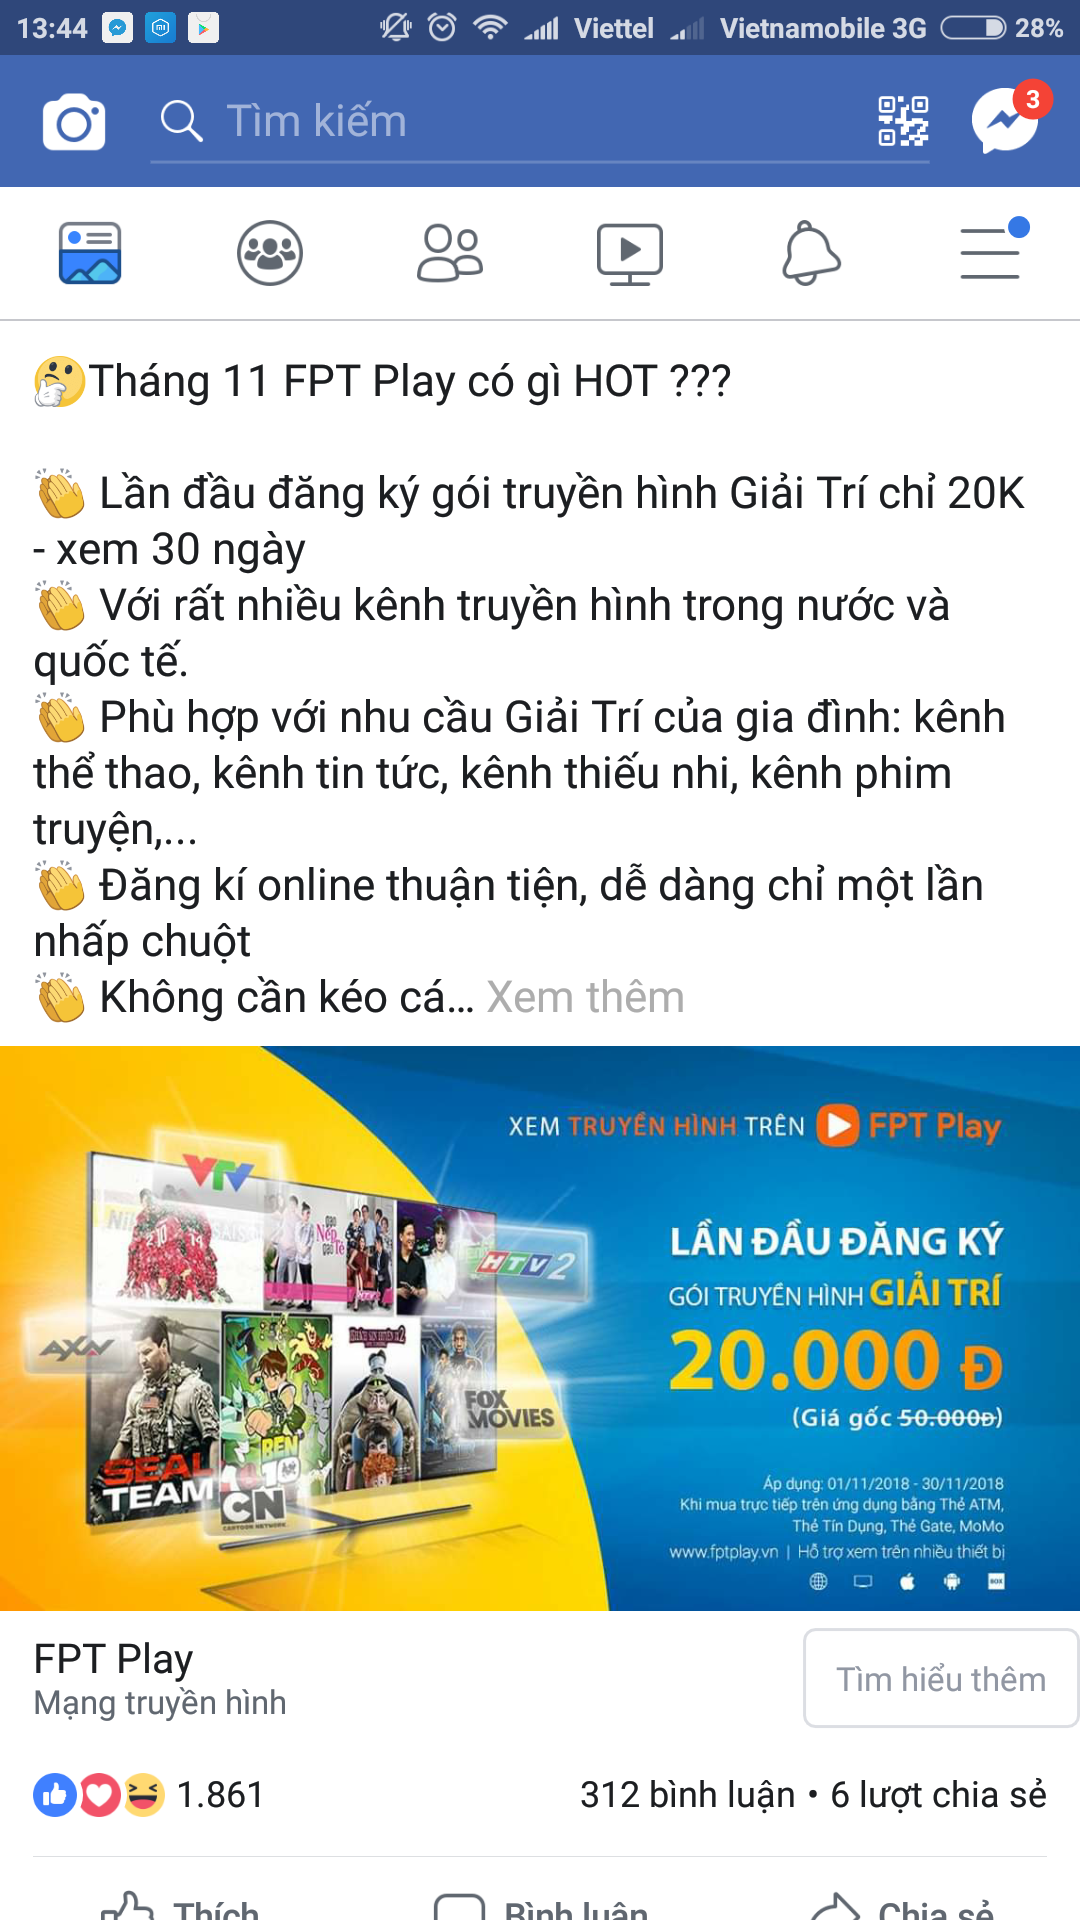 13:44 Viettel Vietnamobile 3G 28%
Tìm kiếm
3
Tháng 11 FPT Play có gì HOT ???
Lần đầu đăng ký gói truyền hình Giải Trí chỉ 20K
- xem 30 ngày
Với rất nhiều kênh truyền hình trong nước và
quốc tế.
Phù hợp với nhu cầu Giải Trí của gia đình: kênh
thể thao, kênh tin tức, kênh thiếu nhi, kênh phim
truyện,...
Đăng kí online thuận tiện, dễ dàng chỉ một lần
nhấp chuột
Không cần kéo cá... Xem thêm
XEM TRUYỀN HÌNH TRÊN FPT Play
VTV
gạo Nếp gạo Tẻ
HTV2
AXN
FOX
MOVIES
BEN
10
SEAL
TEAM
CN
CARTOON NETWORK
LẦN ĐẦU ĐĂNG KÝ
GÓI TRUYỀN HÌNH GIẢI TRÍ
20.000 Đ
(Giá gốc 50.000Đ)
Áp dụng: 01/11/2018 - 30/11/2018
Khi mua trực tiếp trên ứng dụng bằng Thẻ ATM,
Thẻ Tín Dụng, Thẻ Gate, MoMo
www.fptplay.vn | Hỗ trợ xem trên nhiều thiết bị
BOX
FPT Play
Mạng truyền hình
Tìm hiểu thêm
1.861
312 bình luận • 6 lượt chia sẻ
Thích Bình luận Chia sẻ